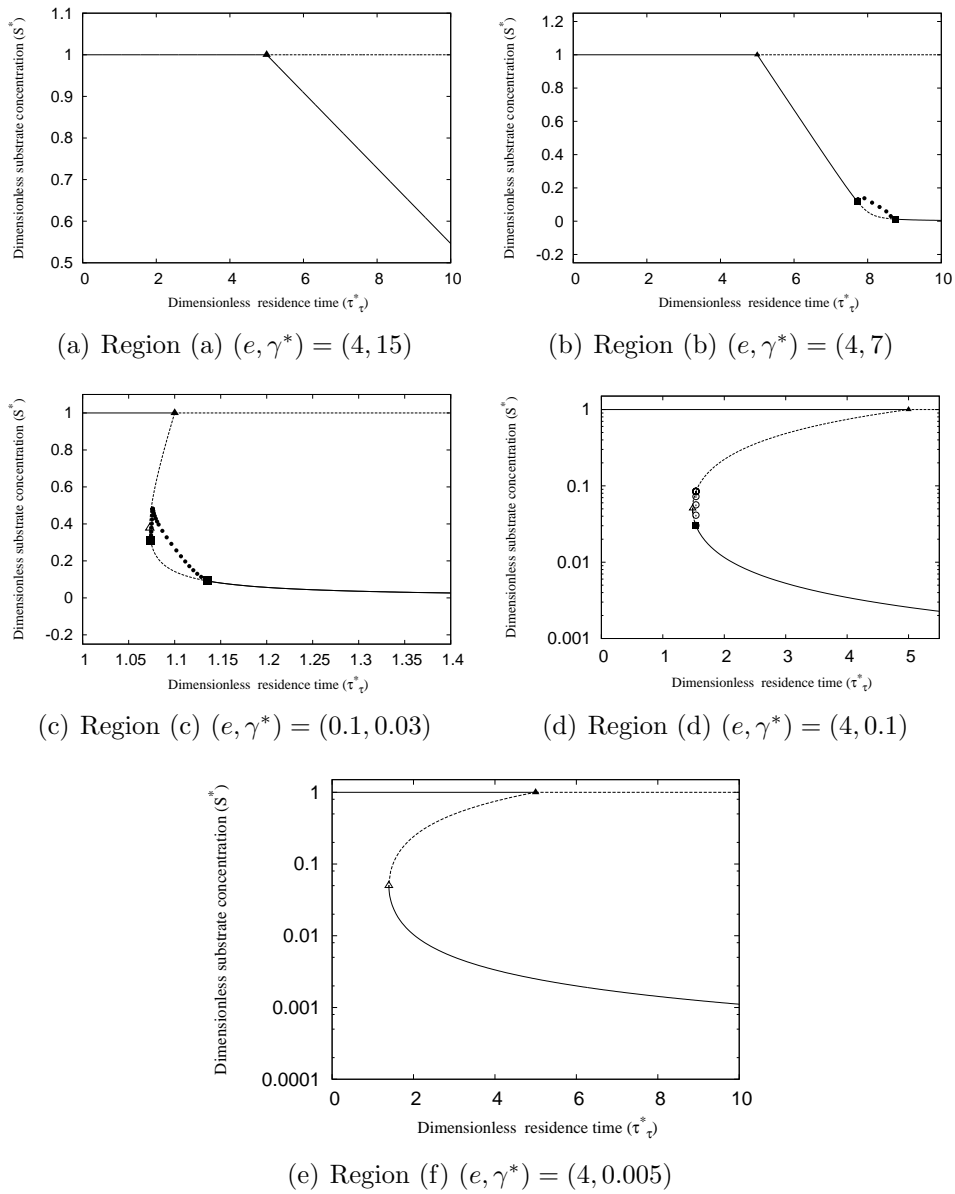 1.1
1
0.9
0.8
0.7
0.6
0.5
0 2 4 6 8 10
Dimensionless substrate concentration (S*)
Dimensionless residence time (τ*τ)
(a) Region (a) (e, γ*) = (4, 15)
1.2
1
0.8
0.6
0.4
0.2
0
-0.2
0 2 4 6 8 10
Dimensionless substrate concentration (S*)
Dimensionless residence time (τ*τ)
(b) Region (b) (e, γ*) = (4, 7)
1
0.8
0.6
0.4
0.2
0
-0.2
1 1.05 1.1 1.15 1.2 1.25 1.3 1.35 1.4
Dimensionless substrate concentration (S*)
Dimensionless residence time (τ*τ)
(c) Region (c) (e, γ*) = (0.1, 0.03)
1
0.1
0.01
0.001
0 1 2 3 4 5
Dimensionless substrate concentration (S*)
Dimensionless residence time (τ*τ)
(d) Region (d) (e, γ*) = (4, 0.1)
1
0.1
0.01
0.001
0.0001
0 2 4 6 8 10
Dimensionless substrate concentration (S*)
Dimensionless residence time (τ*τ)
(e) Region (f) (e, γ*) = (4, 0.005)